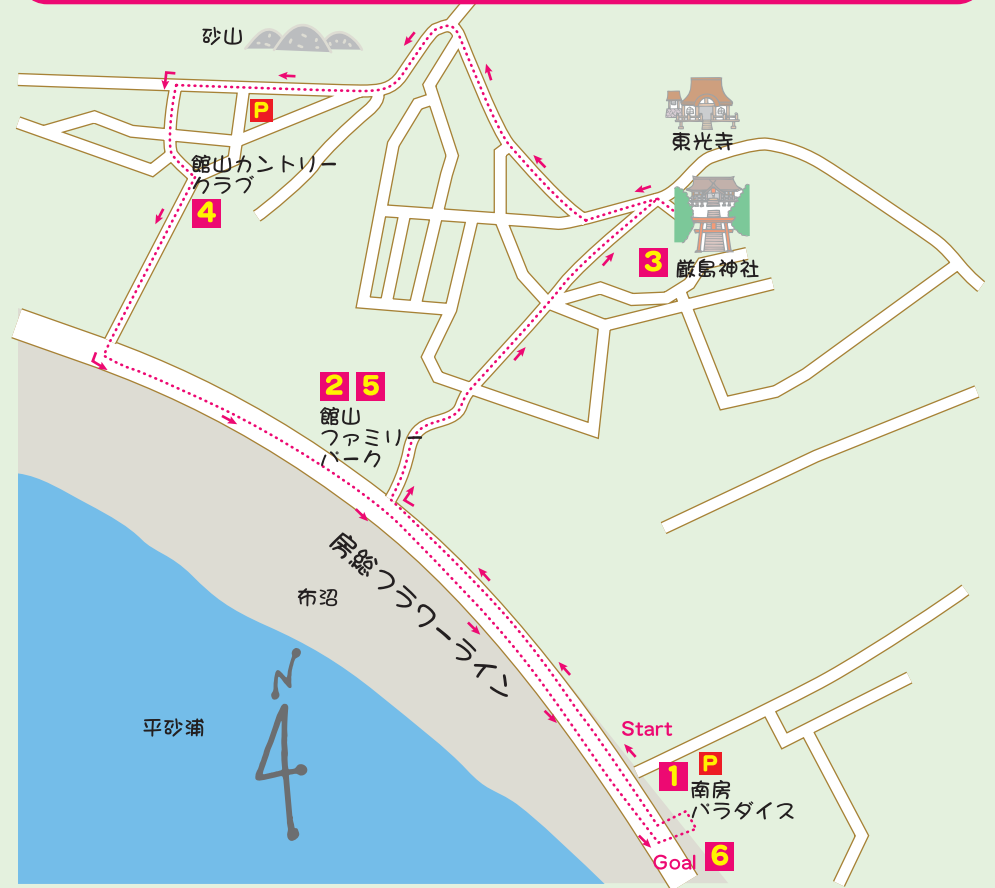 砂山
P
東光寺
館山カントリー
クラブ
4
3 厳島神社
2 5
館山
ファミリー
パーク
房総フラワーライン
布沼
N
平砂浦
Start
P
1
南房
パラダイス
Goal 6